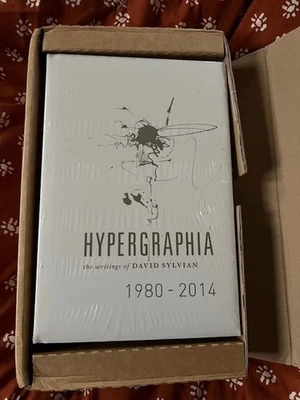 HYPERGRAPHIA
the writings of DAVID SYLVIAN
1980 - 2014